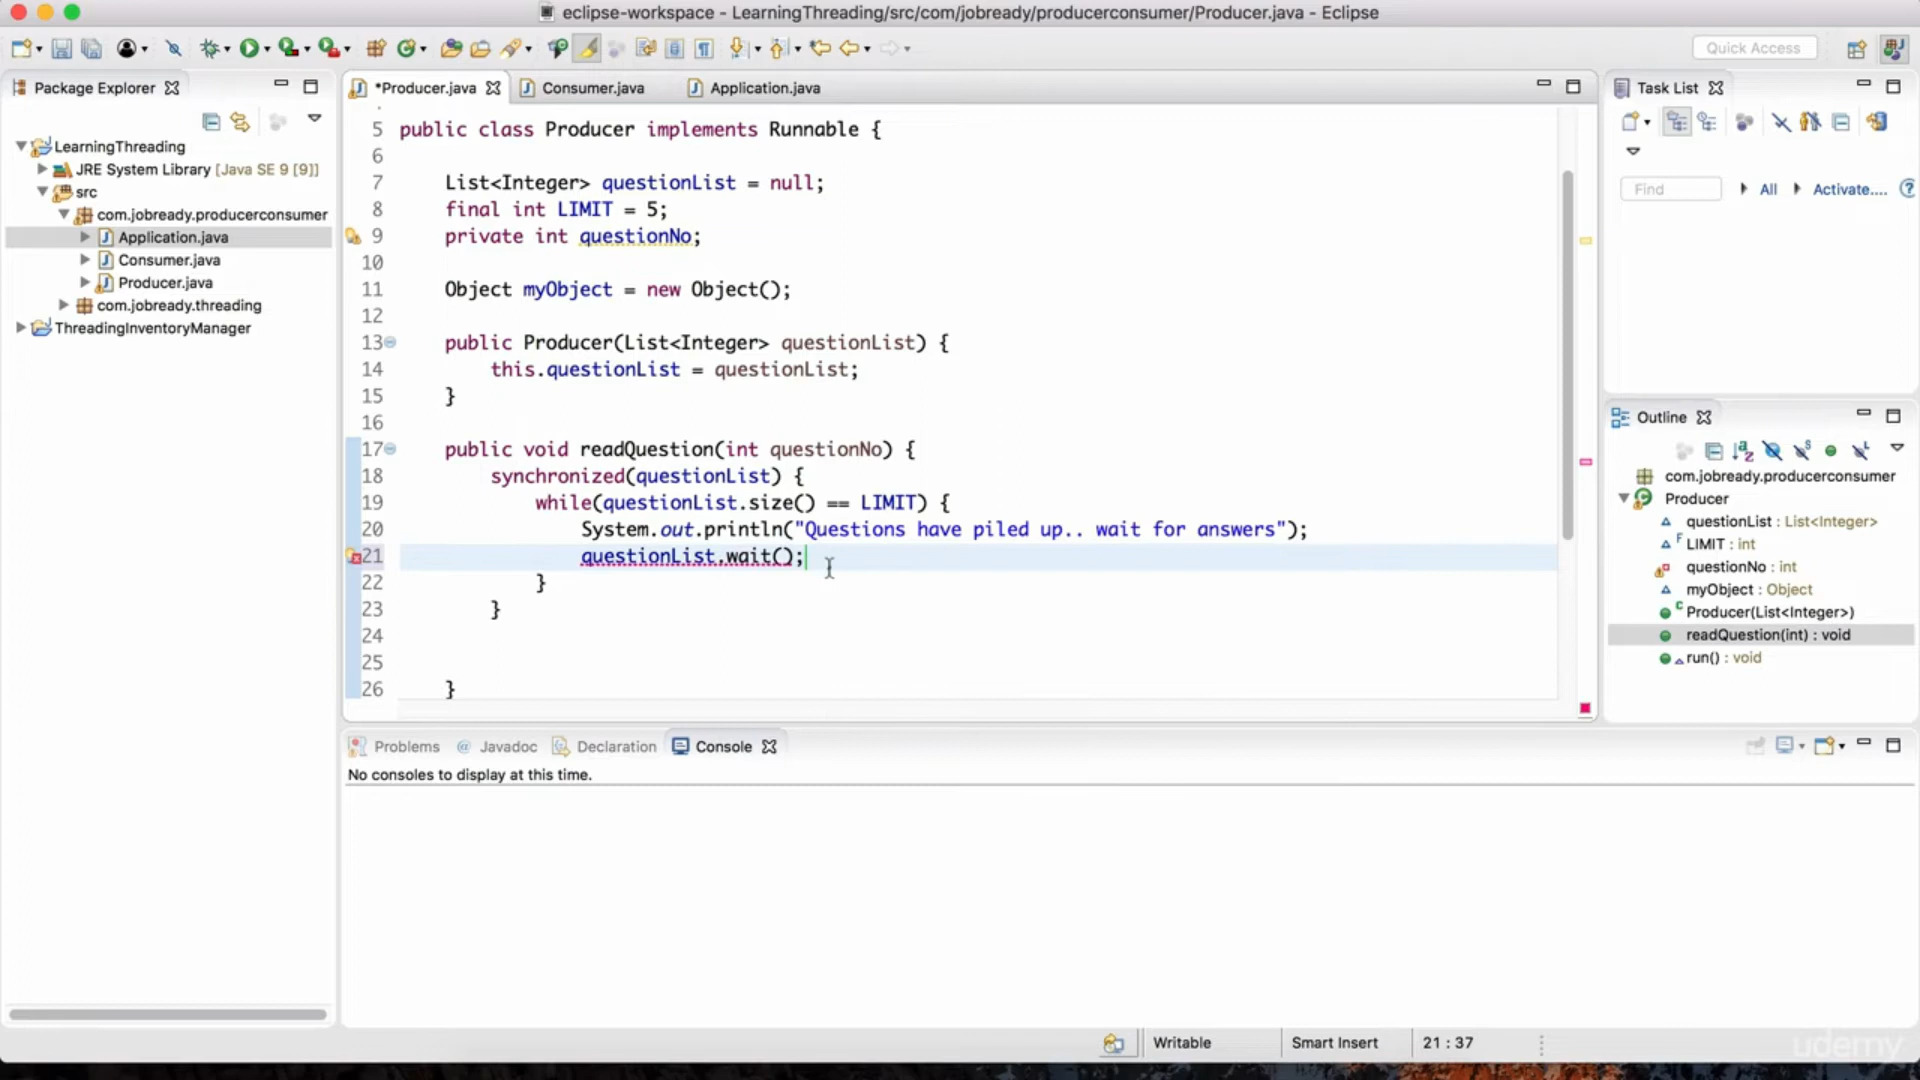 eclipse-workspace - LearningThreading/src/com/jobready/producerconsumer/Producer.java - Eclipse
Quick Access
Package Explorer
LearningThreading
JRE System Library [Java SE 9 [9]]
src
com.jobready.producerconsumer
Application.java
Consumer.java
Producer.java
com.jobready.threading
ThreadingInventoryManager
*Producer.java
Consumer.java
Application.java
5 public class Producer implements Runnable {
6
7 List<Integer> questionList = null;
8 final int LIMIT = 5;
9 private int questionNo;
10
11 Object myObject = new Object();
12
13 public Producer(List<Integer> questionList) {
14 this.questionList = questionList;
15 }
16
17 public void readQuestion(int questionNo) {
18 synchronized(questionList) {
19 while(questionList.size() == LIMIT) {
20 System.out.println("Questions have piled up.. wait for answers");
21 questionList.wait();
22 }
23 }
24
25
26 }
Task List
Find
All
Activate....
Outline
com.jobready.producerconsumer
Producer
questionList : List<Integer>
LIMIT : int
questionNo : int
myObject : Object
Producer(List<Integer>)
readQuestion(int) : void
run() : void
Problems
Javadoc
Declaration
Console
No consoles to display at this time.
Writable
Smart Insert
21 : 37
udemy